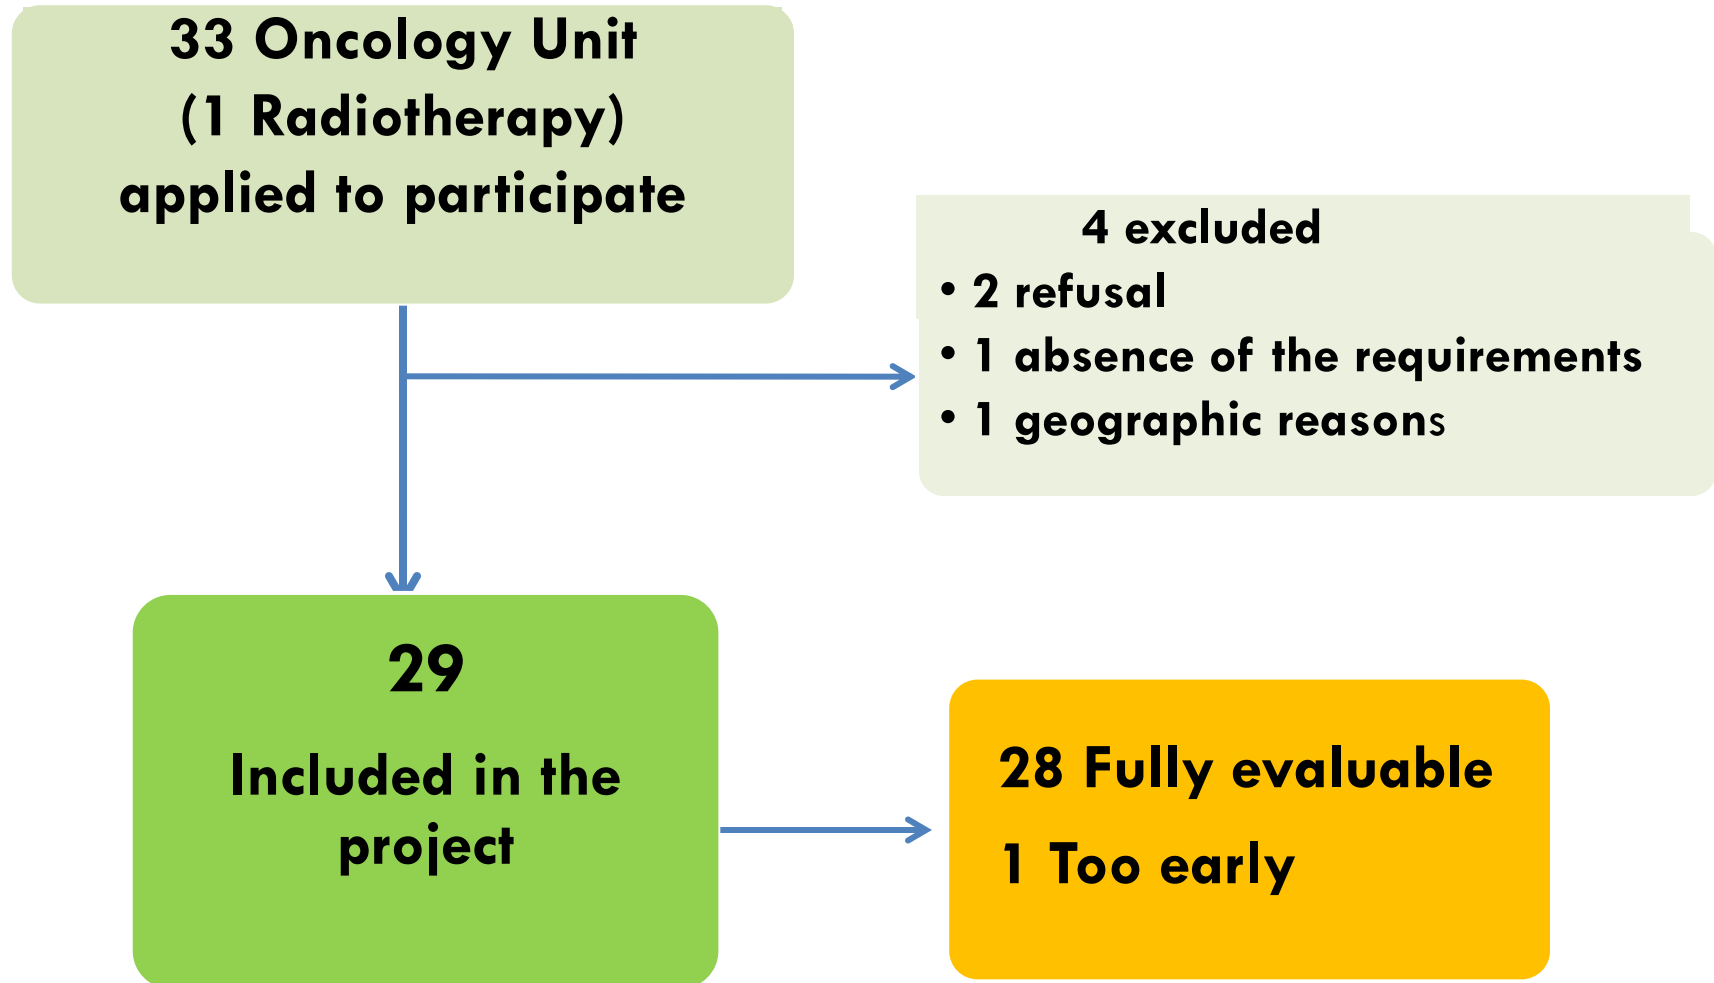 33 Oncology Unit
(1 Radiotherapy)
applied to participate
4 excluded
• 2 refusal
• 1 absence of the requirements
• 1 geographic reasons
29
Included in the
project
28 Fully evaluable
1 Too early